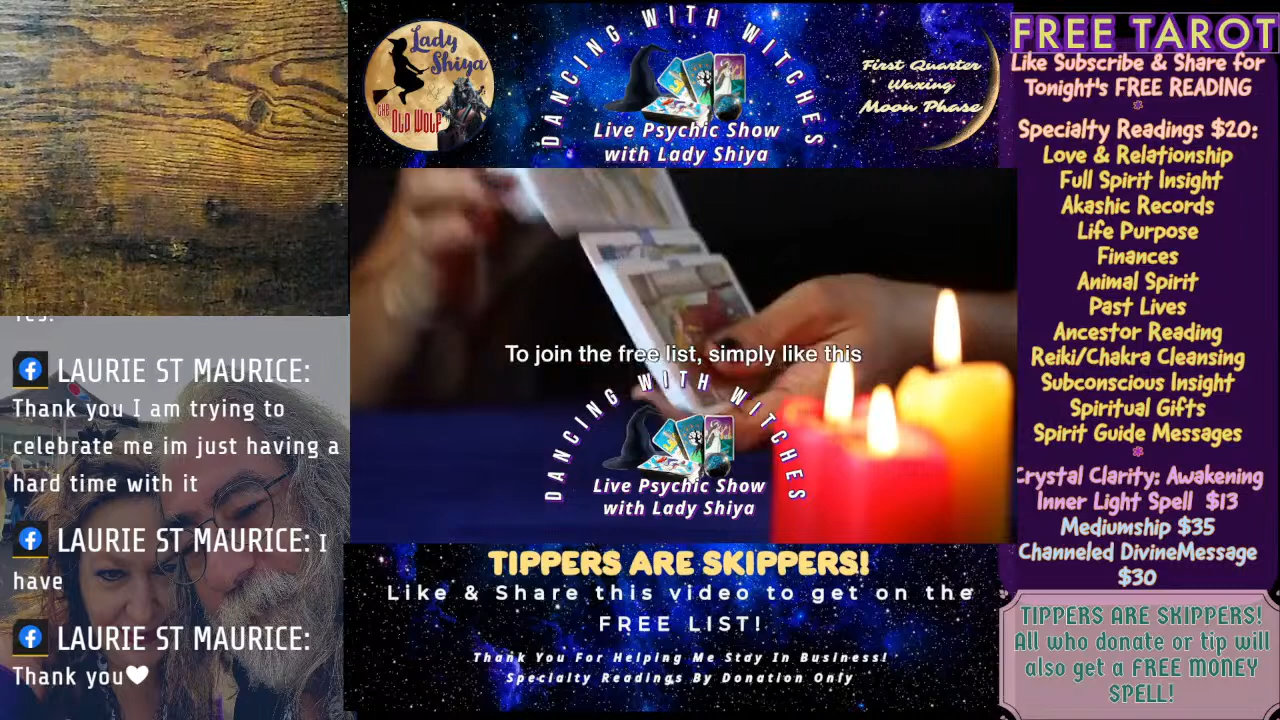 Lady
Shiya
THE OLD WOLF
DANCING WITH WITCHES
Live Psychic Show
with Lady Shiya
First Quarter
Waxing
Moon Phase
FREE TAROT
Like Subscribe & Share for
Tonight's FREE READING
*
Specialty Readings $20:
Love & Relationship
Full Spirit Insight
Akashic Records
Life Purpose
Finances
Animal Spirit
Past Lives
Ancestor Reading
Reiki/Chakra Cleansing
Subconscious Insight
Spiritual Gifts
Spirit Guide Messages
*
Crystal Clarity: Awakening
Inner Light Spell $13
Mediumship $35
Channeled DivineMessage
$30
TIPPERS ARE SKIPPERS!
All who donate or tip will
also get a FREE MONEY
SPELL!
To join the free list, simply like this
DANCING WITH WITCHES
Live Psychic Show
with Lady Shiya
TIPPERS ARE SKIPPERS!
Like & Share this video to get on the
FREE LIST!
Thank You For Helping Me Stay In Business!
Specialty Readings By Donation Only
Yes!
LAURIE ST MAURICE:
Thank you I am trying to
celebrate me im just having a
hard time with it
LAURIE ST MAURICE: I
have
LAURIE ST MAURICE:
Thank you♥